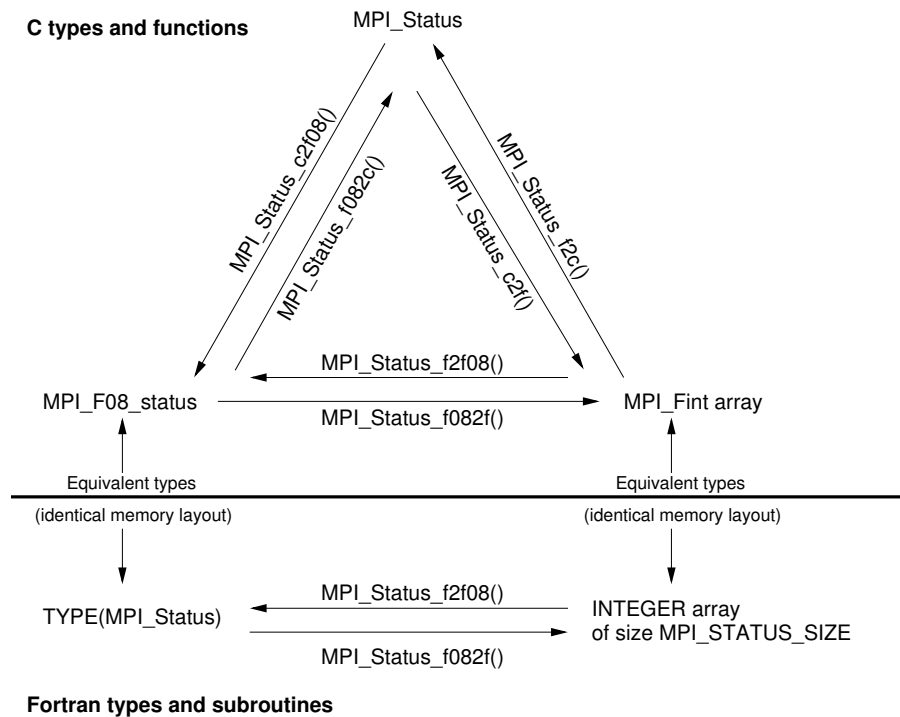 C types and functions
MPI_Status
MPI_Status_c2f08()
MPI_Status_f082c()
MPI_Status_c2f()
MPI_Status_f2c()
MPI_Status_f2f08()
MPI_F08_status
MPI_Fint array
MPI_Status_f082f()
Equivalent types
Equivalent types
(identical memory layout)
(identical memory layout)
MPI_Status_f2f08()
TYPE(MPI_Status)
INTEGER array
of size MPI_STATUS_SIZE
MPI_Status_f082f()
Fortran types and subroutines